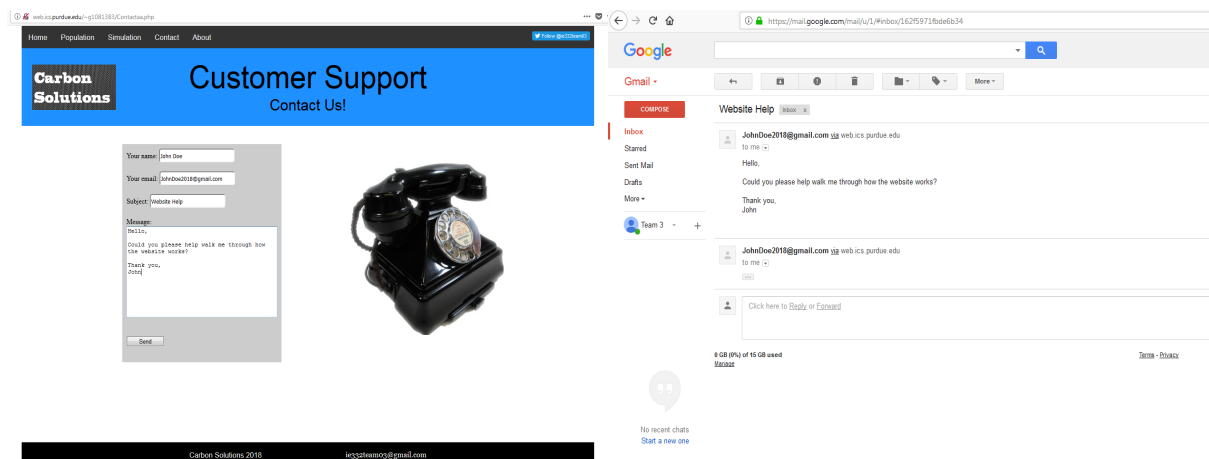 web.ics.purdue.edu/~g1081383/Contactaa.php
Home Population Simulation Contact About
Follow @ie332team03
Carbon
Solutions
Customer Support
Contact Us!
Your name: John Doe
Your email: JohnDoe2018@gmail.com
Subject: Website Help
Message:
Hello,
Could you please help walk me through how
the website works?
Thank you,
John
Send
Carbon Solutions 2018 ie332team03@gmail.com
https://mail.google.com/mail/u/1/#inbox/162f5971fbde6b34
Google
Gmail
More
COMPOSE
Inbox
Starred
Sent Mail
Drafts
More
Team 3
Website Help Inbox x
JohnDoe2018@gmail.com via web.ics.purdue.edu
to me
Hello,
Could you please help walk me through how the website works?
Thank you,
John
JohnDoe2018@gmail.com via web.ics.purdue.edu
to me
Click here to Reply or Forward
0 GB (0%) of 15 GB used
Manage
Terms - Privacy
No recent chats
Start a new one